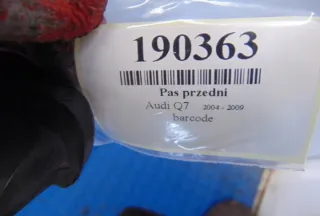 190363
Pas przedni
Audi Q7 2004 - 2009
barcode